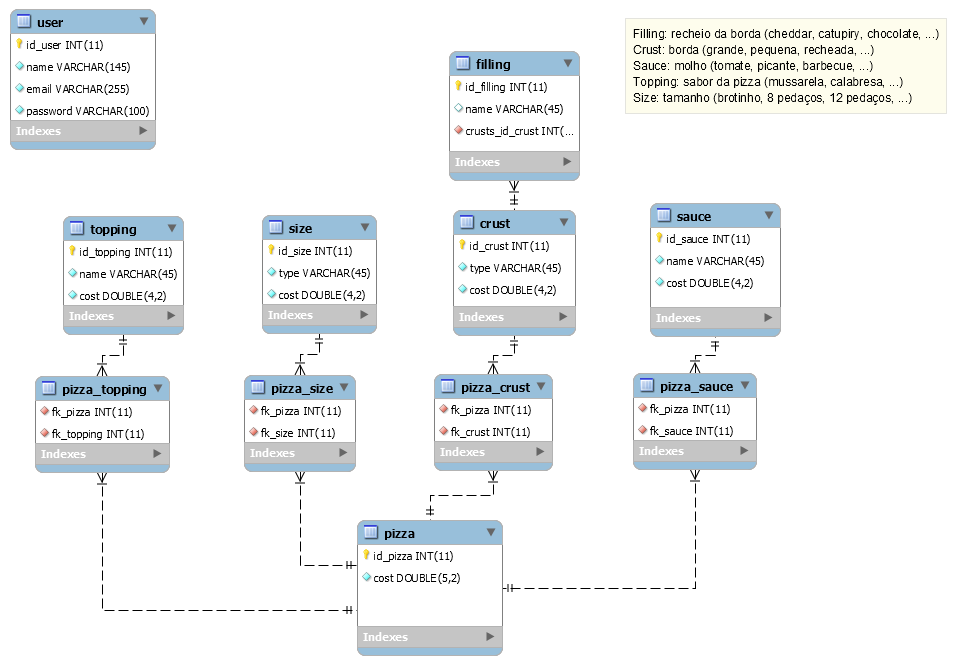 user
id_user INT(11)
name VARCHAR(145)
email VARCHAR(255)
password VARCHAR(100)
Indexes
Filling: recheio da borda (cheddar, catupiry, chocolate, ...)
Crust: borda (grande, pequena, recheada, ...)
Sauce: molho (tomate, picante, barbecue, ...)
Topping: sabor da pizza (mussarela, calabresa, ...)
Size: tamanho (brotinho, 8 pedaços, 12 pedaços, ...)
filling
id_filling INT(11)
name VARCHAR(45)
crusts_id_crust INT(...
Indexes
topping
id_topping INT(11)
name VARCHAR(45)
cost DOUBLE(4,2)
Indexes
size
id_size INT(11)
type VARCHAR(45)
cost DOUBLE(4,2)
Indexes
crust
id_crust INT(11)
type VARCHAR(45)
cost DOUBLE(4,2)
Indexes
sauce
id_sauce INT(11)
name VARCHAR(45)
cost DOUBLE(4,2)
Indexes
pizza_topping
fk_pizza INT(11)
fk_topping INT(11)
Indexes
pizza_size
fk_pizza INT(11)
fk_size INT(11)
Indexes
pizza_crust
fk_pizza INT(11)
fk_crust INT(11)
Indexes
pizza_sauce
fk_pizza INT(11)
fk_sauce INT(11)
Indexes
pizza
id_pizza INT(11)
cost DOUBLE(5,2)
Indexes